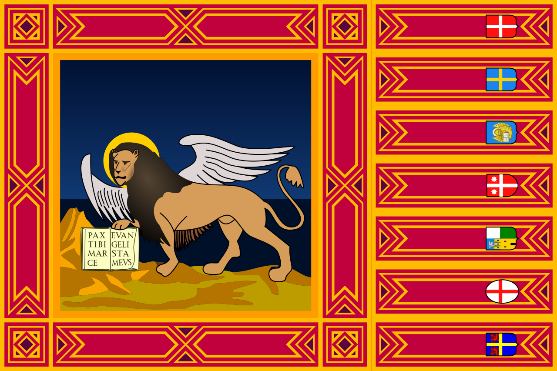 PAX
TIBI
MAR
CE
EVAN
GELI
STA
MEVS